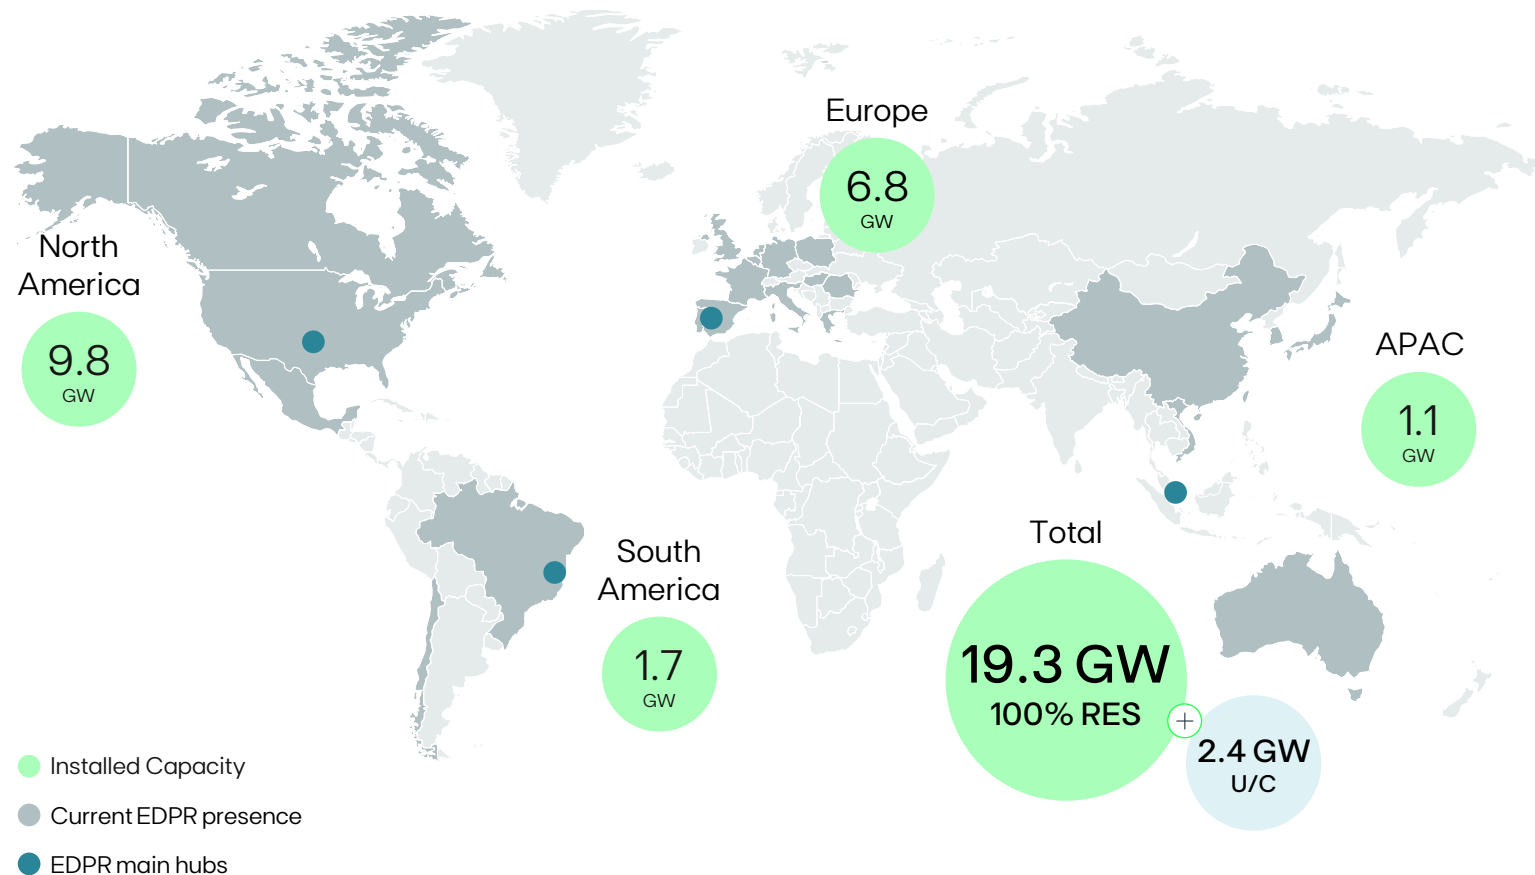 Europe
6.8
GW
North
America
9.8
GW
APAC
1.1
GW
South
America
1.7
GW
Total
19.3 GW
100% RES
+
2.4 GW
U/C
Installed Capacity
Current EDPR presence
EDPR main hubs